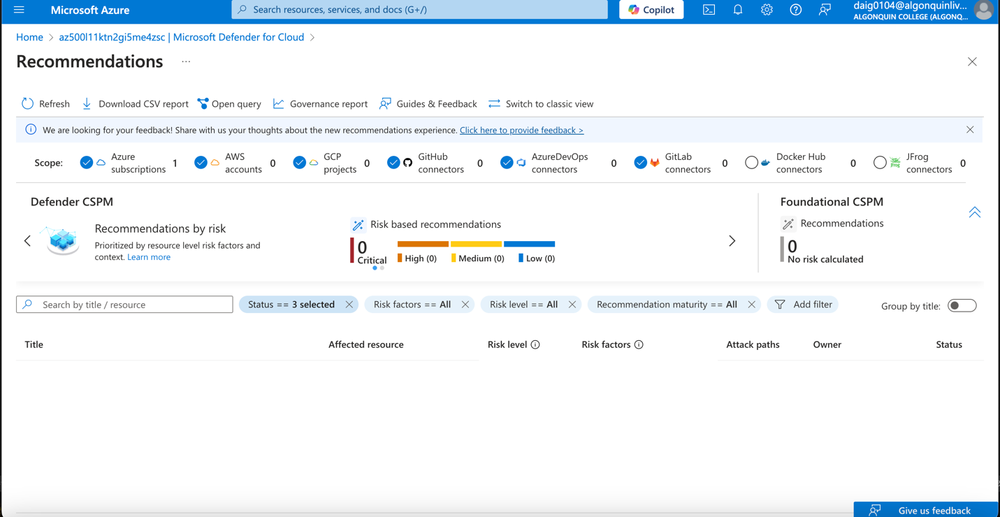 Microsoft Azure
Search resources, services, and docs (G+/)
Copilot
daig0104@algonquinliv...
ALGONQUIN COLLEGE (ALGONQ...
Home > az500l11ktn2gi5me4zsc | Microsoft Defender for Cloud >
Recommendations ...
Refresh Download CSV report Open query Governance report Guides & Feedback Switch to classic view
We are looking for your feedback! Share with us your thoughts about the new recommendations experience. Click here to provide feedback >
Scope:
Azure subscriptions 1
AWS accounts 0
GCP projects 0
GitHub connectors 0
AzureDevOps connectors 0
GitLab connectors 0
Docker Hub connectors 0
JFrog connectors 0
Defender CSPM
Recommendations by risk
Prioritized by resource level risk factors and
context. Learn more
Risk based recommendations
0
Critical
High (0) Medium (0) Low (0)
Foundational CSPM
Recommendations
0
No risk calculated
Search by title / resource
Status == 3 selected
Risk factors == All
Risk level == All
Recommendation maturity == All
Add filter
Group by title:
Title Affected resource Risk level Risk factors Attack paths Owner Status
Give us feedback